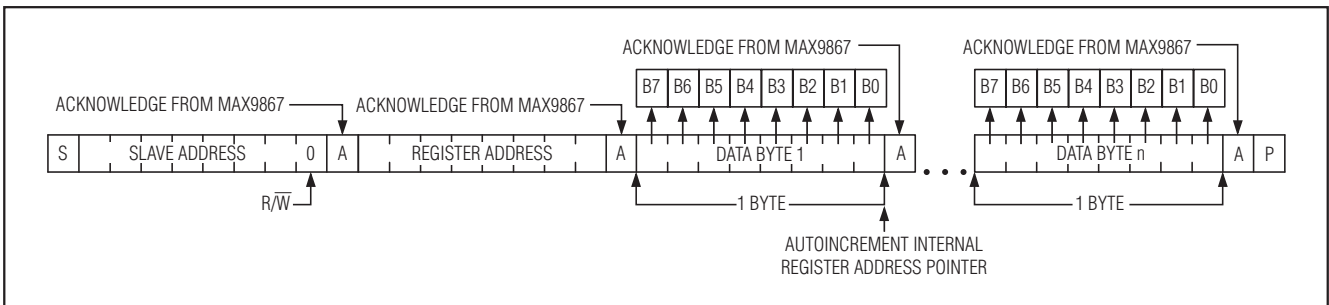 ACKNOWLEDGE FROM MAX9867 ACKNOWLEDGE FROM MAX9867
B7 B6 B5 B4 B3 B2 B1 B0 B7 B6 B5 B4 B3 B2 B1 B0
ACKNOWLEDGE FROM MAX9867 ACKNOWLEDGE FROM MAX9867
S SLAVE ADDRESS 0 A REGISTER ADDRESS A DATA BYTE 1 A DATA BYTE n A P
R/W̅ 1 BYTE 1 BYTE
AUTOINCREMENT INTERNAL
REGISTER ADDRESS POINTER